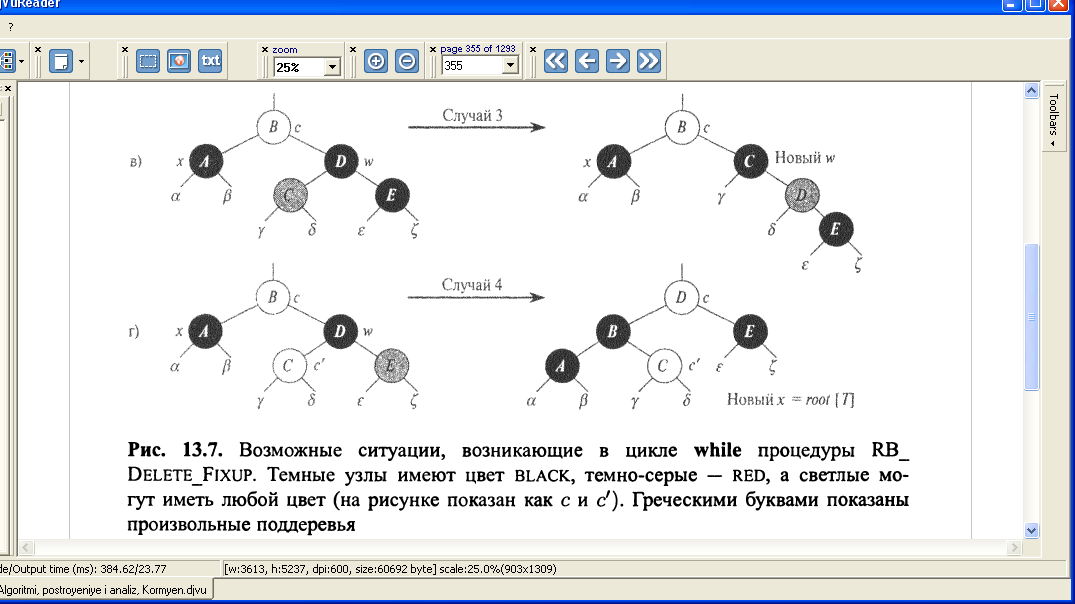 jVuReader
?
txt
zoom
25%
page 355 of 1293
355
Toolbars
B c
Случай 3
B c
в) x A D w
x A C Новый w
α β C E
α β γ D
γ δ ε ζ
δ E
ε ζ
B c
Случай 4
D c
г) x A D w
B E
α β C c′ E
A C c′ ε ζ
γ δ ε ζ
α β γ δ Новый x = root [T]
Рис. 13.7. Возможные ситуации, возникающие в цикле while процедуры RB_
DELETE_FIXUP. Темные узлы имеют цвет BLACK, темно-серые — RED, а светлые мо-
гут иметь любой цвет (на рисунке показан как c и c′). Греческими буквами показаны
произвольные поддеревья
de/Output time (ms): 384.62/23.77
[w:3613, h:5237, dpi:600, size:60692 byte] scale:25.0%(903x1309)
Algoritmi, postroyeniye i analiz, Kormyen.djvu